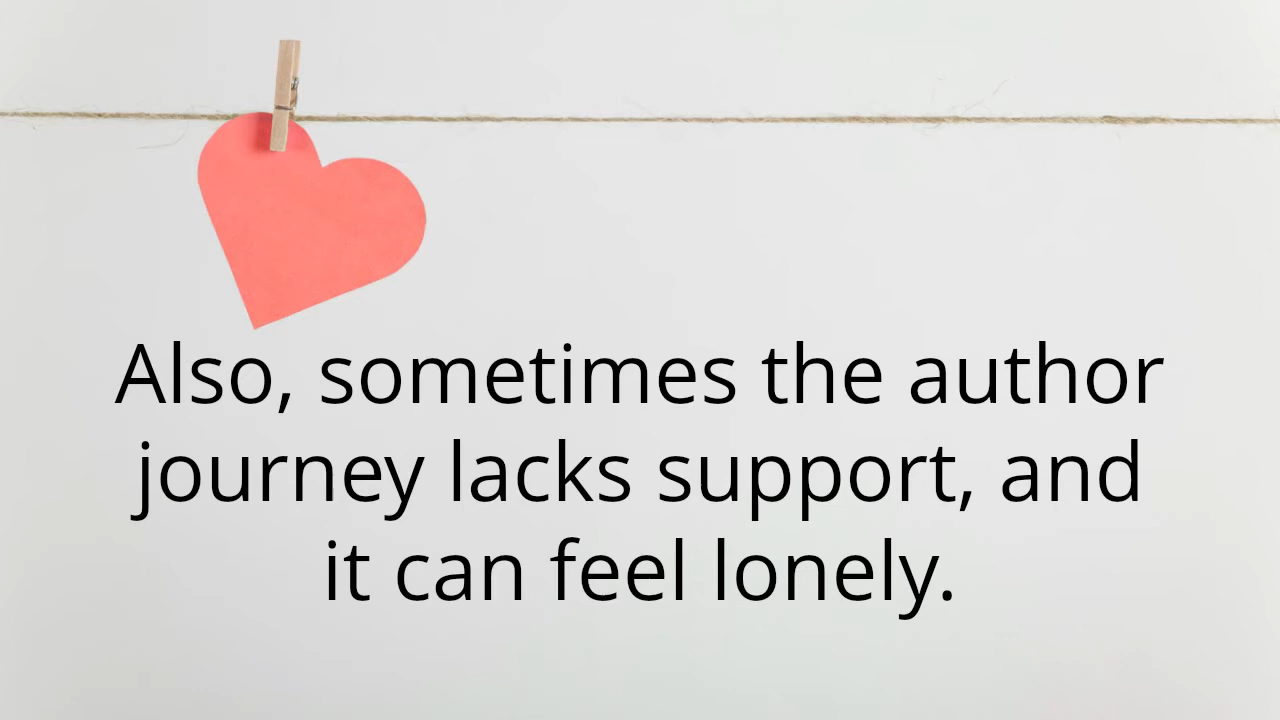 Also, sometimes the author
journey lacks support, and
it can feel lonely.